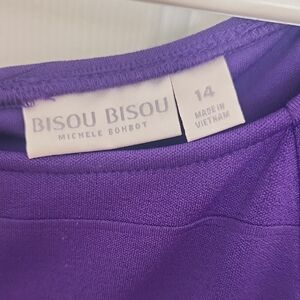 BISOU BISOU
MICHELE BOHBOT
14
MADE IN
VIETNAM